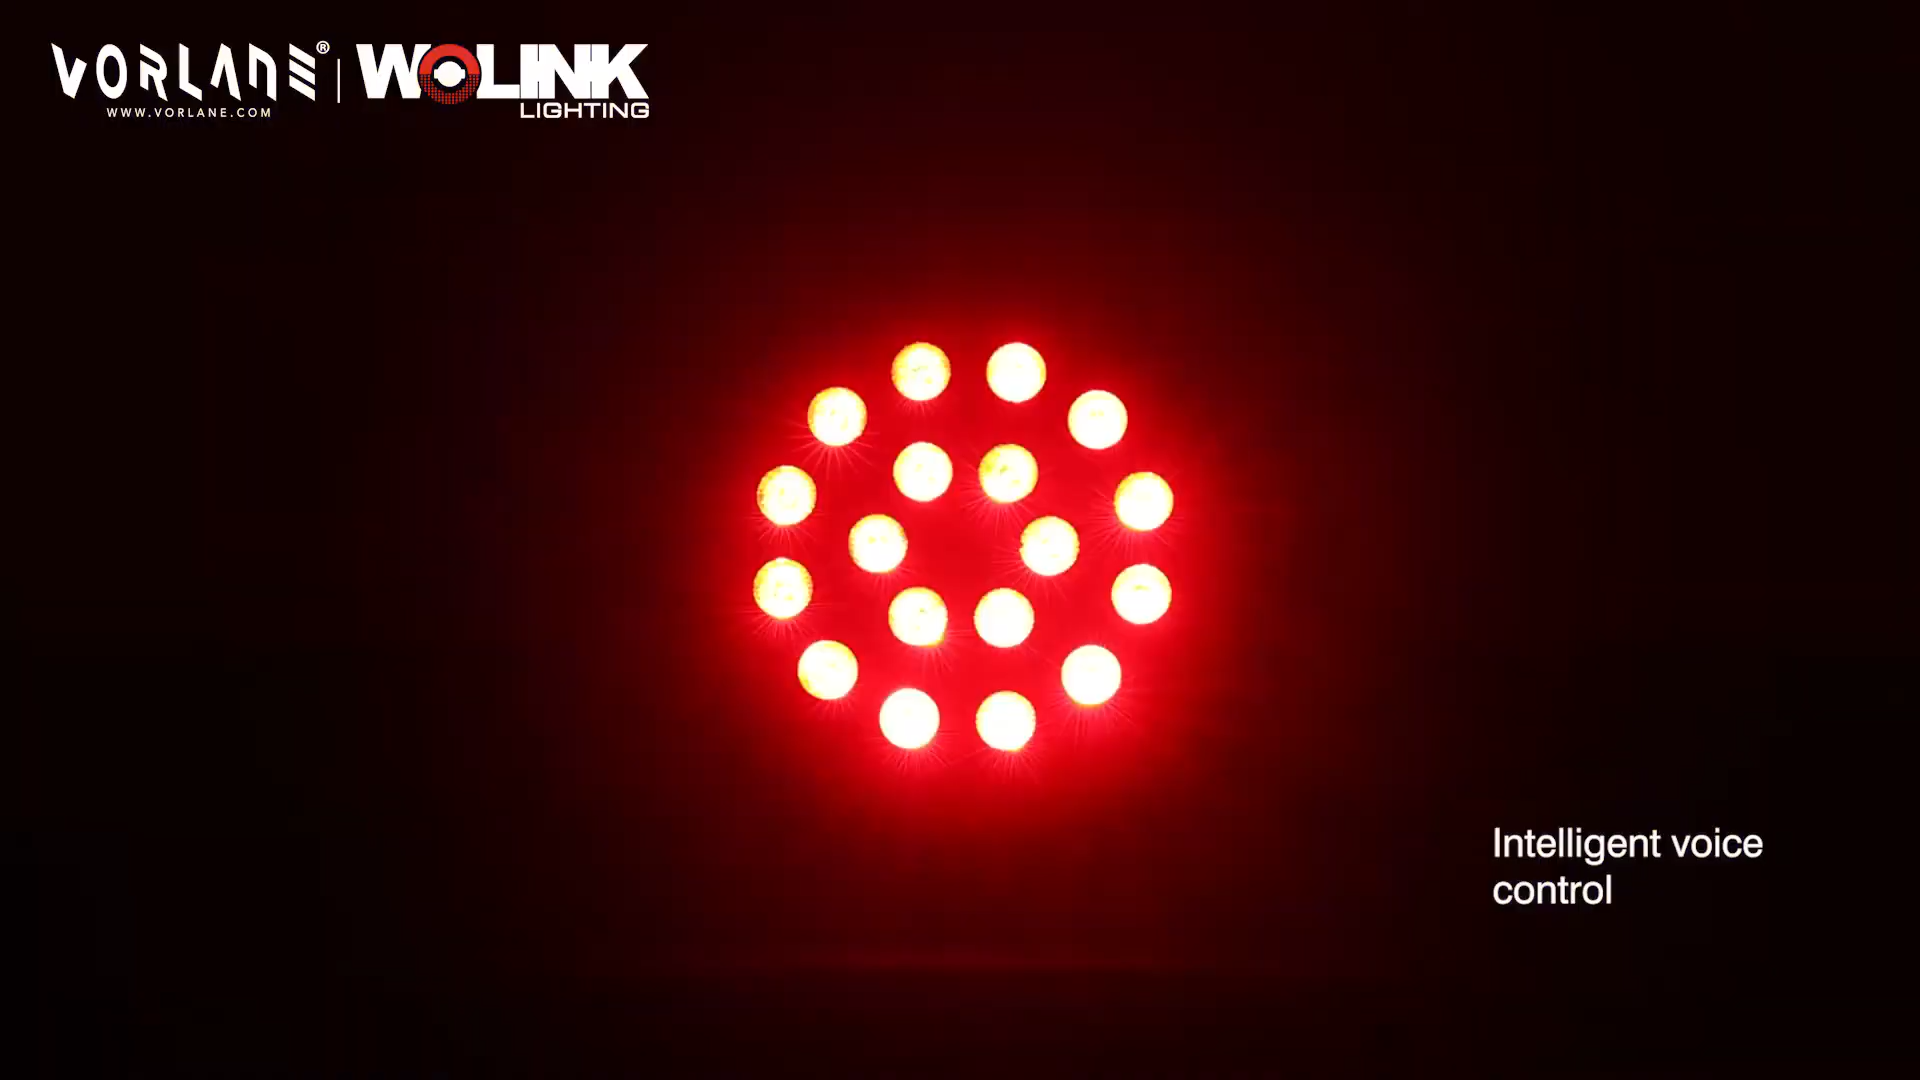 VORLANE® | WOLINK
WWW.VORLANE.COM
LIGHTING
Intelligent voice
control